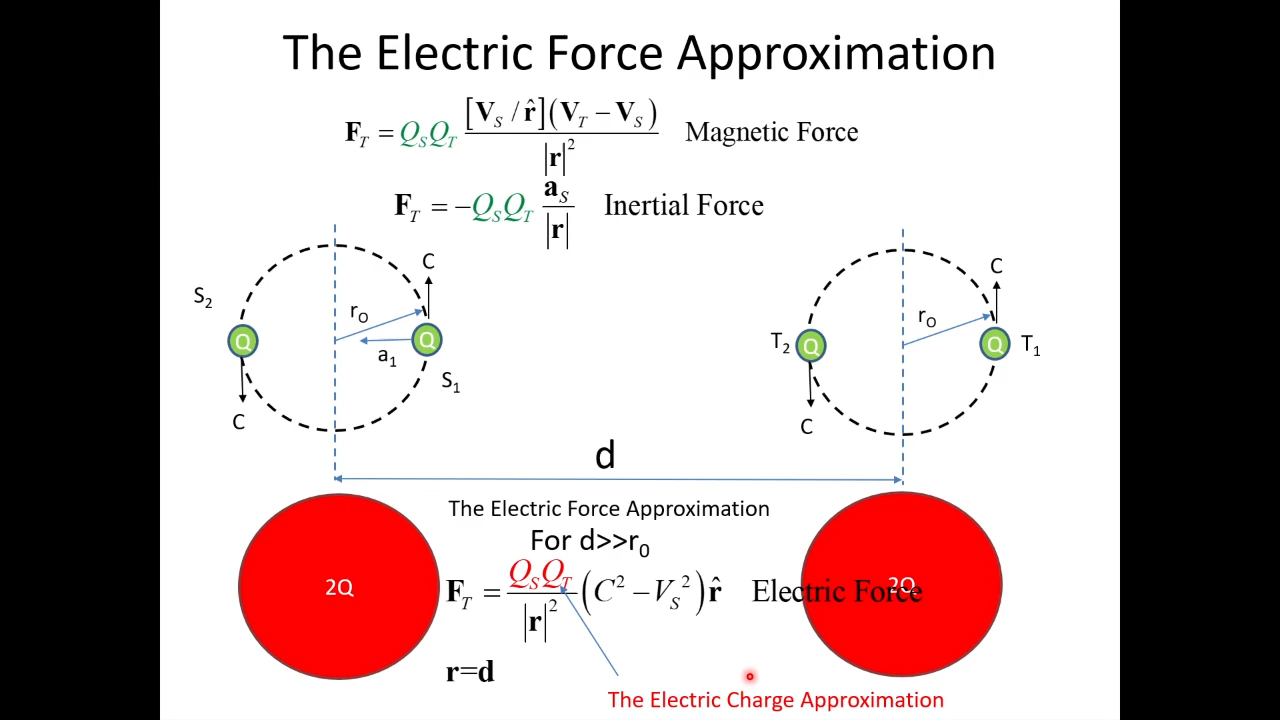 The Electric Force Approximation
F_T = Q_S Q_T [V_S / r̂](V_T − V_S) / |r|² Magnetic Force
F_T = −Q_S Q_T a_S / |r| Inertial Force
C
C
S₂
r_O
r_O
Q
Q
T₂
Q
Q
T₁
a₁
S₁
C
C
d
The Electric Force Approximation
For d>>r₀
2Q
F_T = Q_S Q_T / |r|² (C² − V_S²) r̂ Electric Force
2Q
r=d
The Electric Charge Approximation